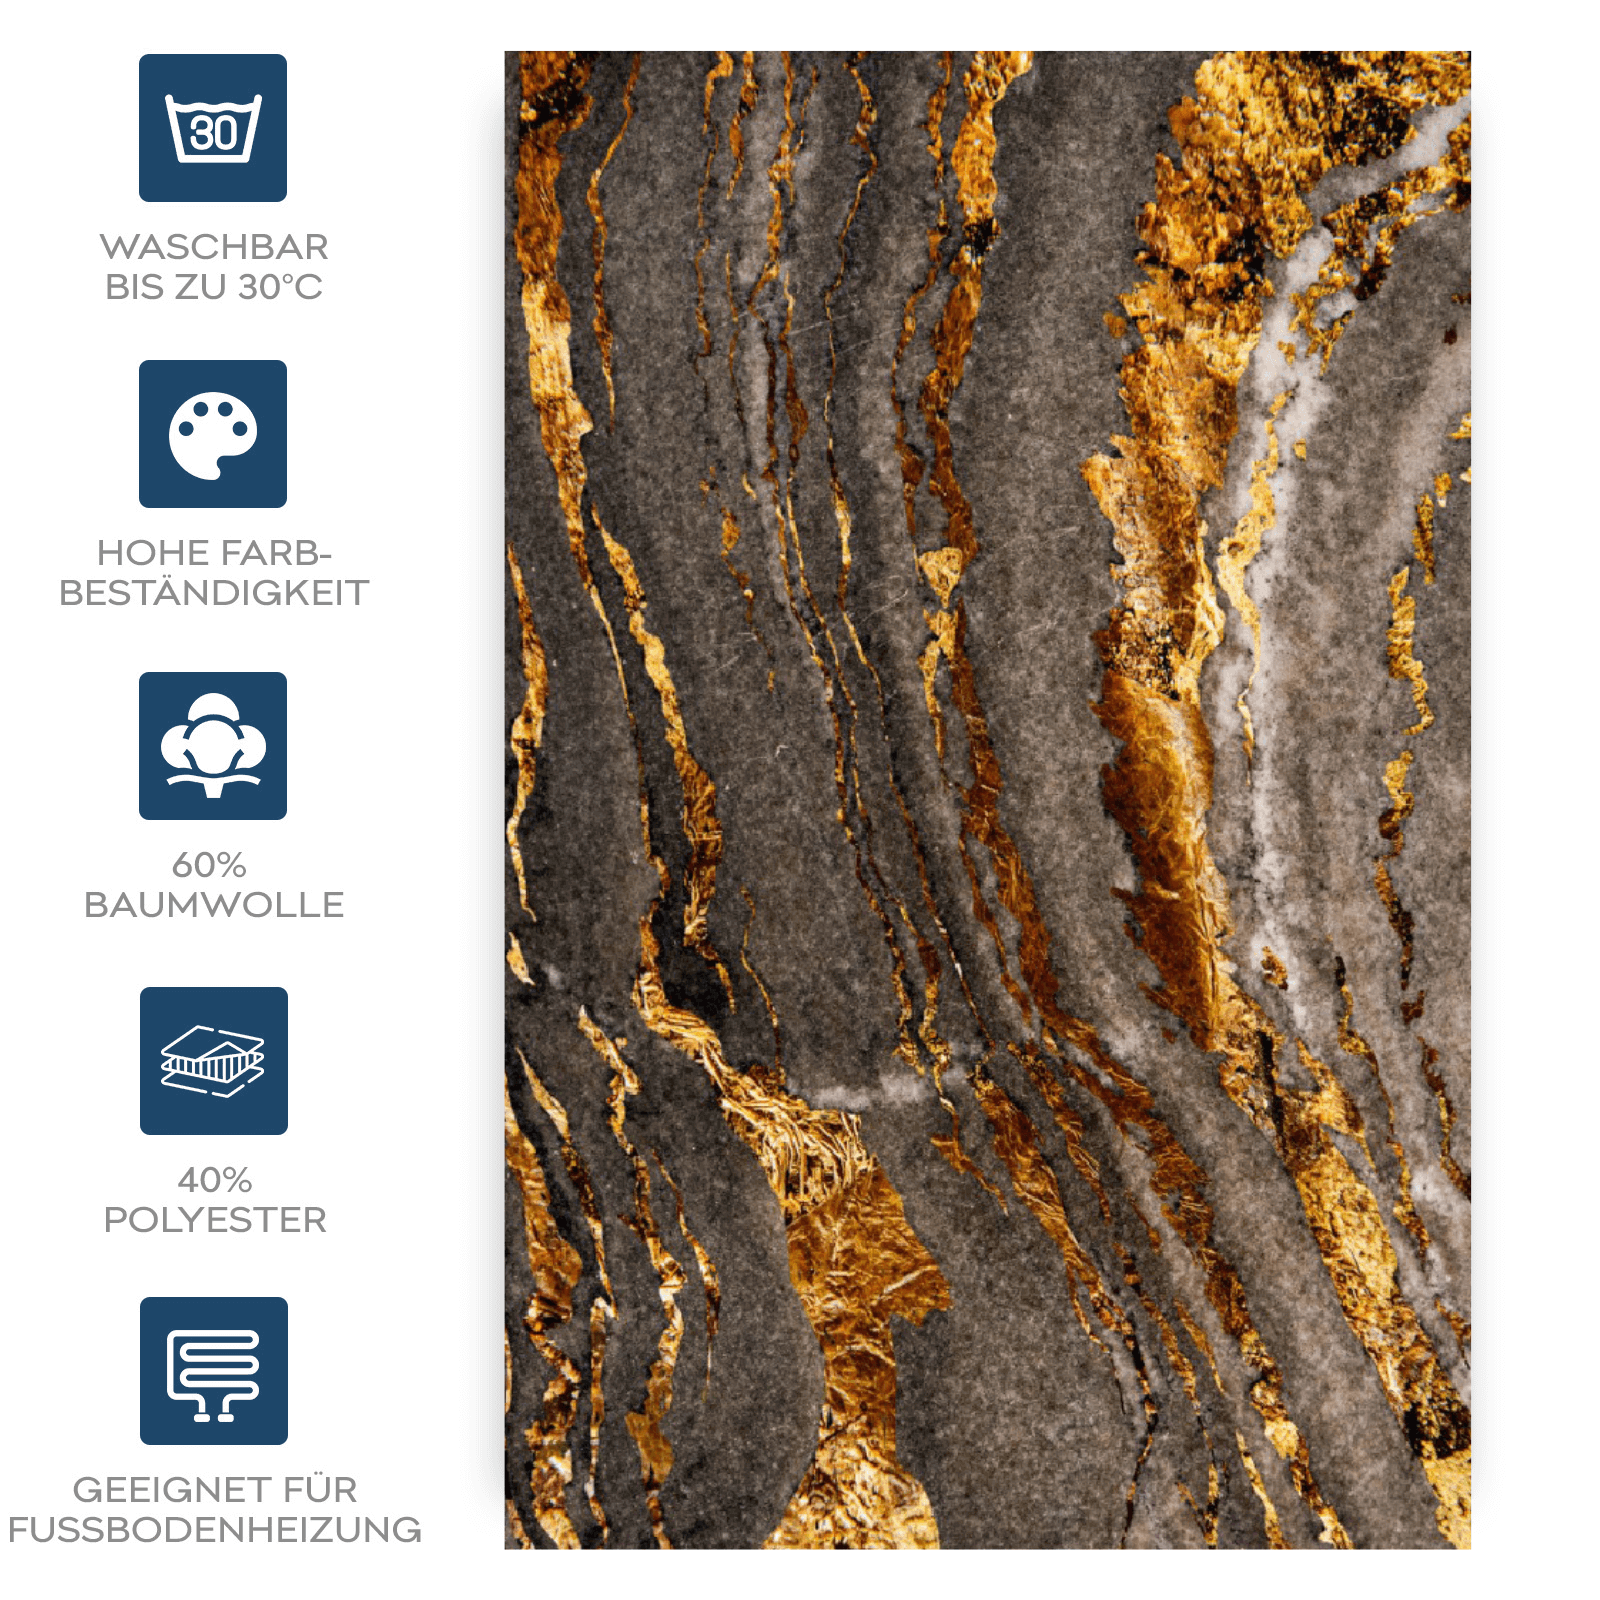 30
WASCHBAR
BIS ZU 30°C
HOHE FARB-
BESTÄNDIGKEIT
60%
BAUMWOLLE
40%
POLYESTER
GEEIGNET FÜR
FUSSBODENHEIZUNG